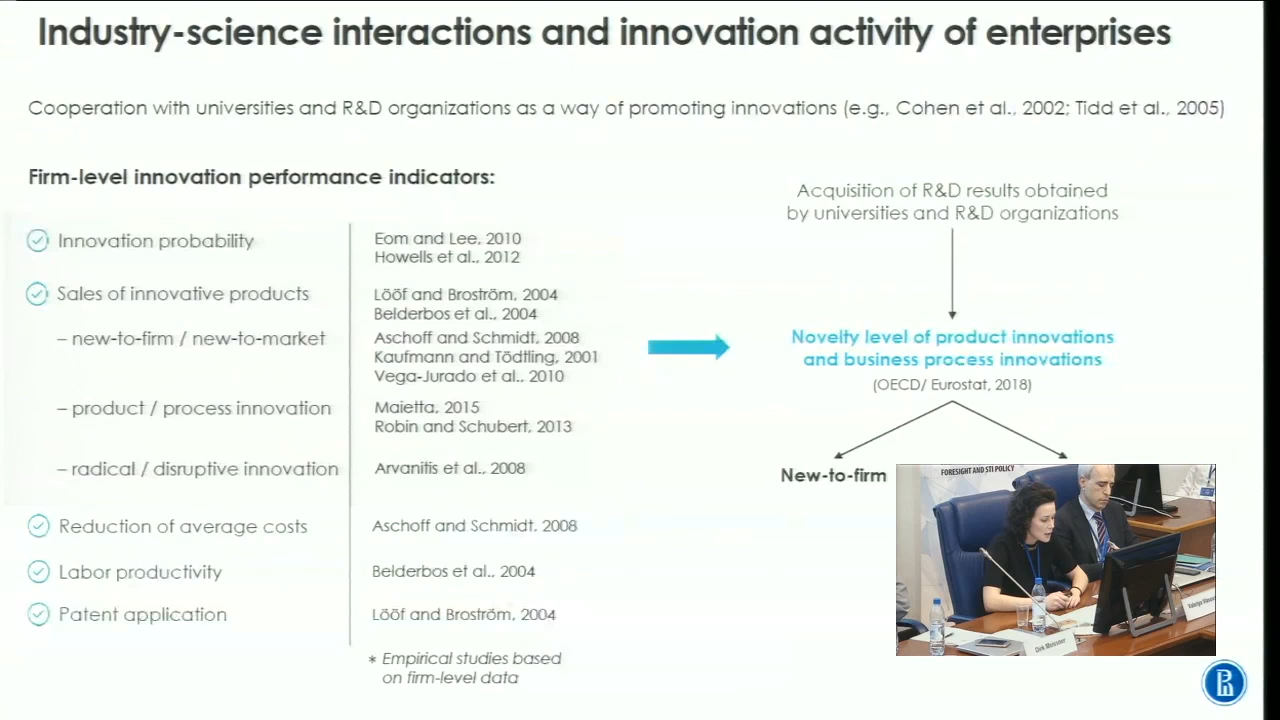 Industry-science interactions and innovation activity of enterprises
Cooperation with universities and R&D organizations as a way of promoting innovations (e.g., Cohen et al., 2002; Tidd et al., 2005)
Firm-level innovation performance indicators:
Innovation probability
Eom and Lee, 2010
Howells et al., 2012
Sales of innovative products
Lööf and Broström, 2004
Belderbos et al., 2004
– new-to-firm / new-to-market
Aschoff and Schmidt, 2008
Kaufmann and Tödtling, 2001
Vega-Jurado et al., 2010
– product / process innovation
Maietta, 2015
Robin and Schubert, 2013
– radical / disruptive innovation
Arvanitis et al., 2008
Reduction of average costs
Aschoff and Schmidt, 2008
Labor productivity
Belderbos et al., 2004
Patent application
Lööf and Broström, 2004
* Empirical studies based
on firm-level data
Acquisition of R&D results obtained
by universities and R&D organizations
Novelty level of product innovations
and business process innovations
(OECD/ Eurostat, 2018)
New-to-firm
FORESIGHT AND STI POLICY
Dirk Meissner